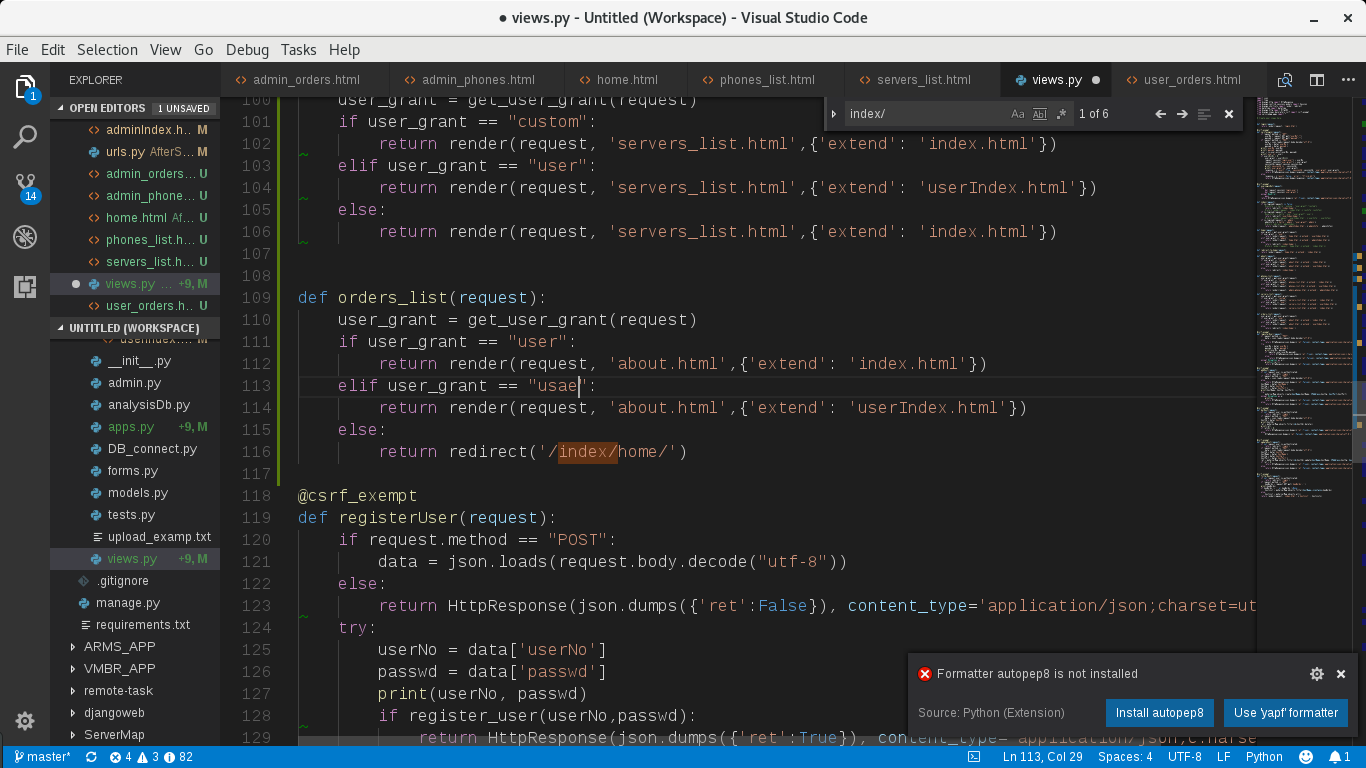 ● views.py - Untitled (Workspace) - Visual Studio Code
File Edit Selection View Go Debug Tasks Help
EXPLORER
admin_orders.html admin_phones.html home.html phones_list.html servers_list.html views.py user_orders.html
OPEN EDITORS 1 UNSAVED
adminIndex.h... M
urls.py AfterS... M
admin_orders... U
admin_phone... U
home.html Af... U
phones_list.h... U
servers_list.h... U
views.py ... +9, M
user_orders.h... U
UNTITLED (WORKSPACE)
__init__.py
admin.py
analysisDb.py
apps.py +9, M
DB_connect.py
forms.py
models.py
tests.py
upload_examp.txt
views.py +9, M
.gitignore
manage.py
requirements.txt
ARMS_APP
VMBR_APP
remote-task
djangoweb
ServerMap
1
14
index/ Aa Abl .* 1 of 6
100 user_grant = get_user_grant(request)
101 if user_grant == "custom":
102 return render(request, 'servers_list.html',{'extend': 'index.html'})
103 elif user_grant == "user":
104 return render(request, 'servers_list.html',{'extend': 'userIndex.html'})
105 else:
106 return render(request, 'servers_list.html',{'extend': 'index.html'})
107
108
109 def orders_list(request):
110 user_grant = get_user_grant(request)
111 if user_grant == "user":
112 return render(request, 'about.html',{'extend': 'index.html'})
113 elif user_grant == "usae":
114 return render(request, 'about.html',{'extend': 'userIndex.html'})
115 else:
116 return redirect('/index/home/')
117
118 @csrf_exempt
119 def registerUser(request):
120 if request.method == "POST":
121 data = json.loads(request.body.decode("utf-8"))
122 else:
123 return HttpResponse(json.dumps({'ret':False}), content_type='application/json;charset=ut
124 try:
125 userNo = data['userNo']
126 passwd = data['passwd']
127 print(userNo, passwd)
128 if register_user(userNo,passwd):
129 return HttpResponse(json.dumps({'ret':True}), content_type='application/json;c
Formatter autopep8 is not installed
Source: Python (Extension) Install autopep8 Use 'yapf' formatter
master* 4 3 82 Ln 113, Col 29 Spaces: 4 UTF-8 LF Python 1